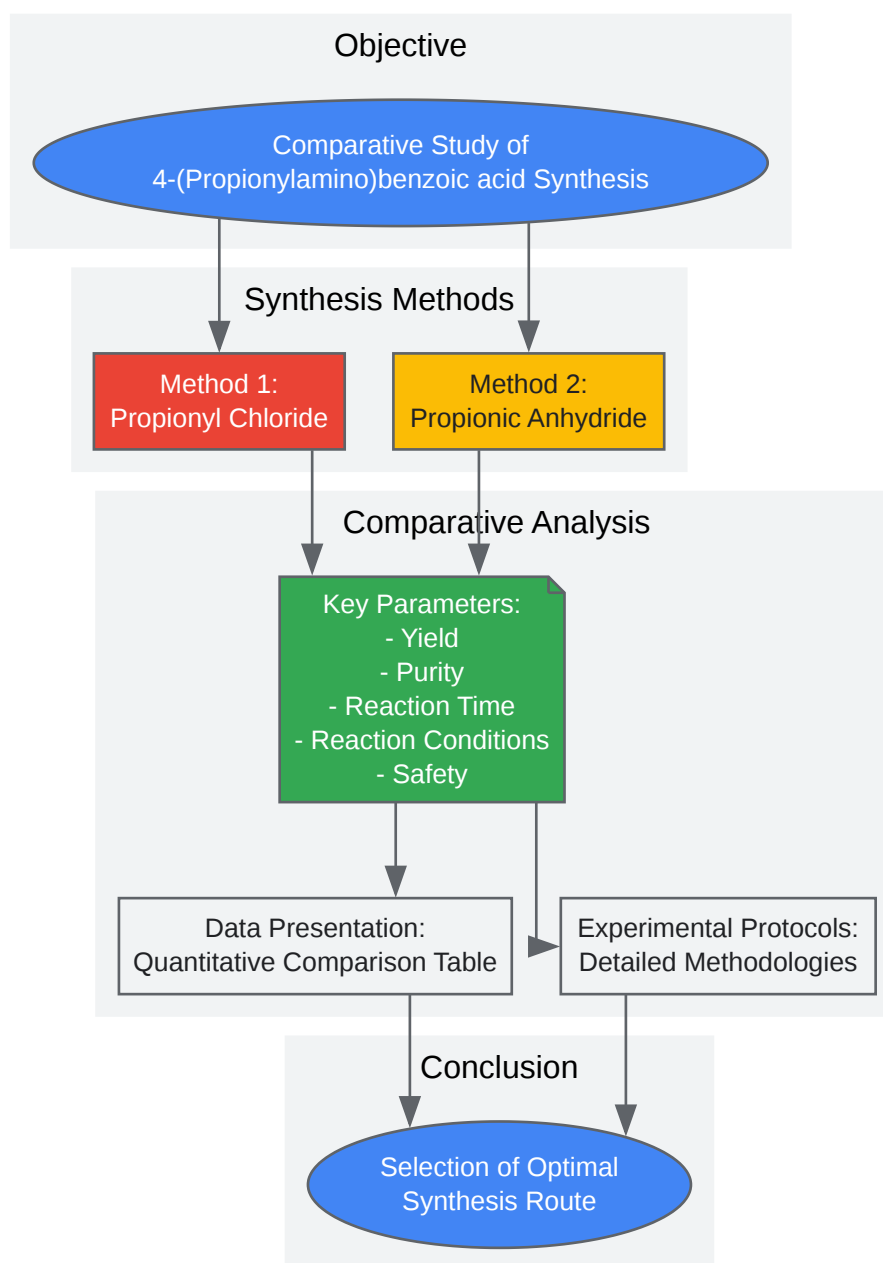 Objective
Comparative Study of
4-(Propionylamino)benzoic acid Synthesis
Synthesis Methods
Method 1:
Propionyl Chloride
Method 2:
Propionic Anhydride
Comparative Analysis
Key Parameters:
- Yield
- Purity
- Reaction Time
- Reaction Conditions
- Safety
Data Presentation:
Quantitative Comparison Table
Experimental Protocols:
Detailed Methodologies
Conclusion
Selection of Optimal
Synthesis Route